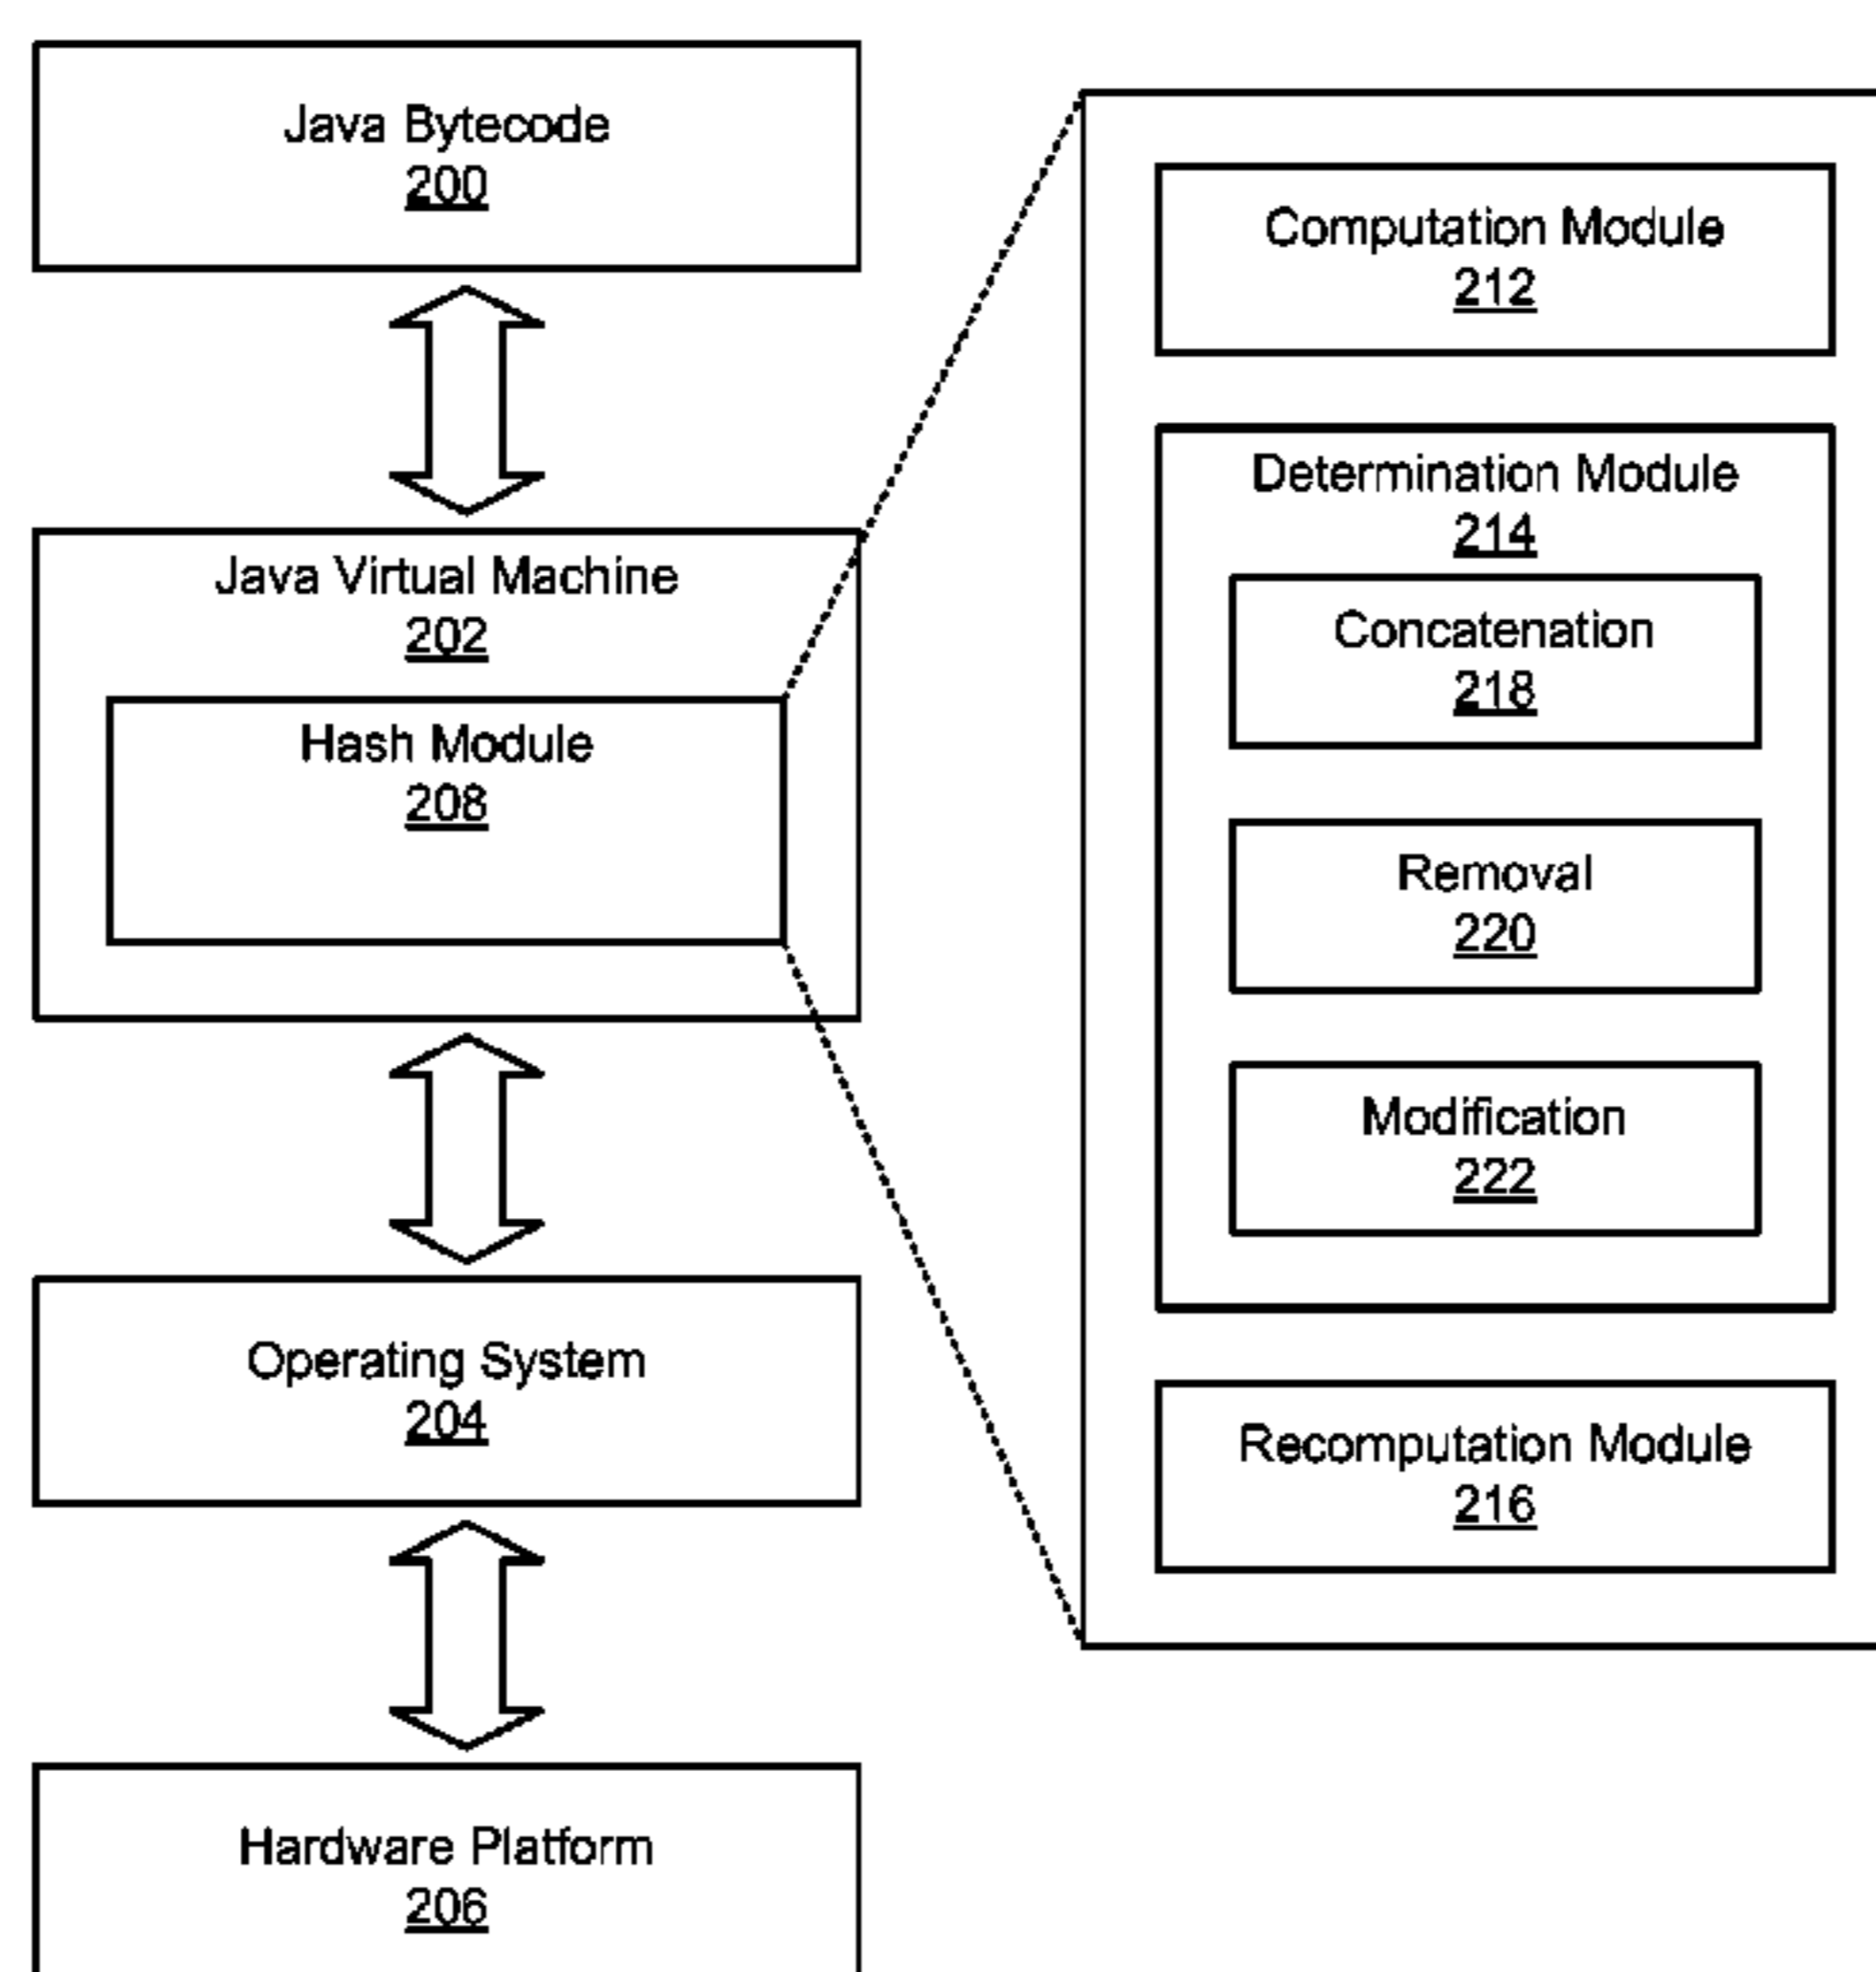 Java Bytecode
200
Java Virtual Machine
202
Hash Module
208
Operating System
204
Hardware Platform
206
Computation Module
212
Determination Module
214
Concatenation
218
Removal
220
Modification
222
Recomputation Module
216